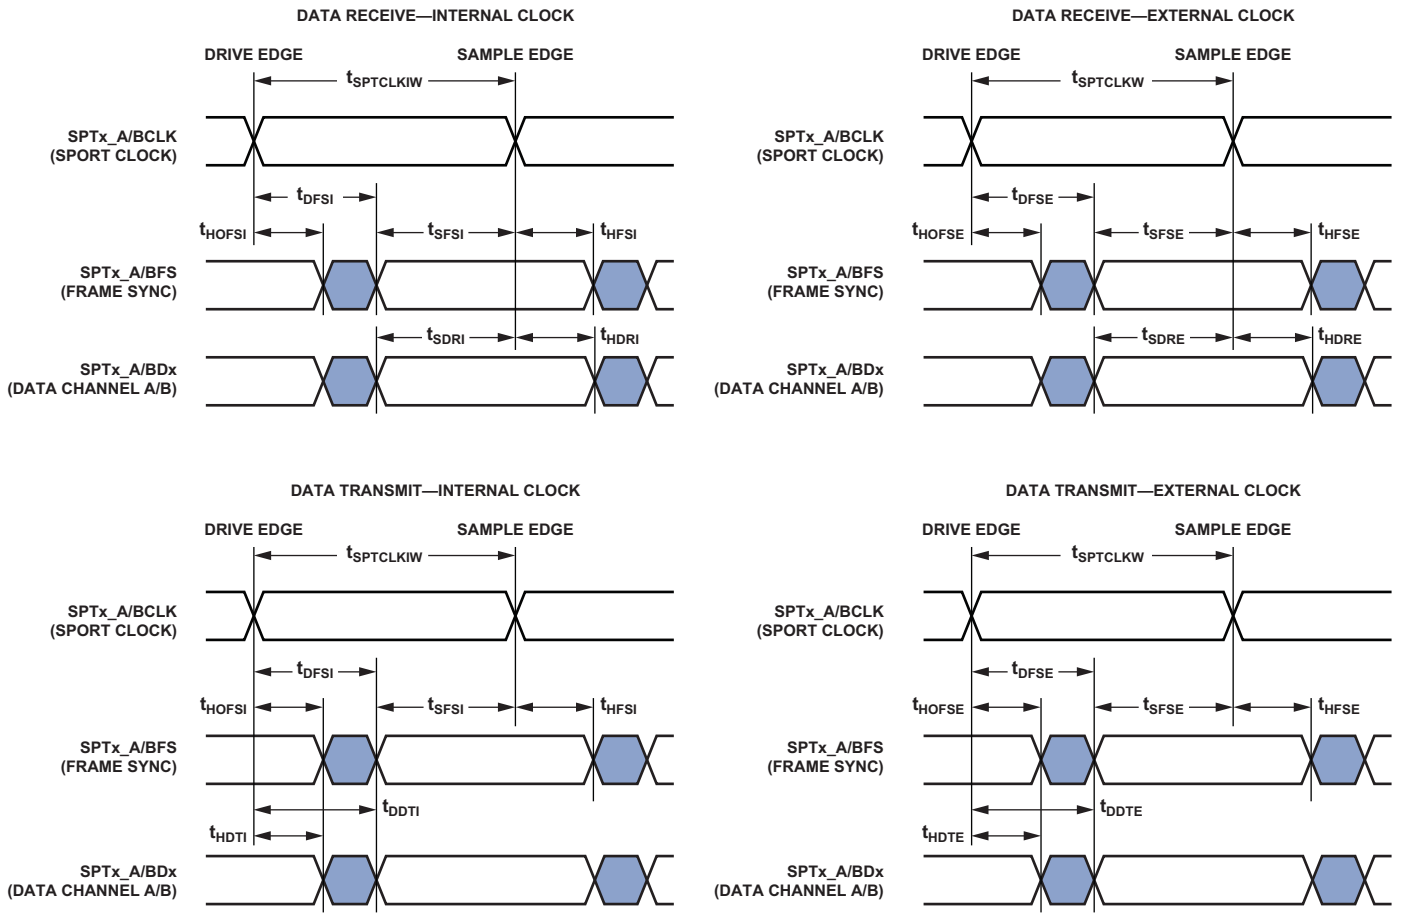 DATA RECEIVE—INTERNAL CLOCK
DRIVE EDGE
SAMPLE EDGE
tSPTCLKIW
SPTx_A/BCLK
(SPORT CLOCK)
tDFSI
tHOFSI
tSFSI
tHFSI
SPTx_A/BFS
(FRAME SYNC)
tSDRI
tHDRI
SPTx_A/BDx
(DATA CHANNEL A/B)
DATA RECEIVE—EXTERNAL CLOCK
DRIVE EDGE
SAMPLE EDGE
tSPTCLKW
SPTx_A/BCLK
(SPORT CLOCK)
tDFSE
tHOFSE
tSFSE
tHFSE
SPTx_A/BFS
(FRAME SYNC)
tSDRE
tHDRE
SPTx_A/BDx
(DATA CHANNEL A/B)
DATA TRANSMIT—INTERNAL CLOCK
DRIVE EDGE
SAMPLE EDGE
tSPTCLKIW
SPTx_A/BCLK
(SPORT CLOCK)
tDFSI
tHOFSI
tSFSI
tHFSI
SPTx_A/BFS
(FRAME SYNC)
tDDTI
tHDTI
SPTx_A/BDx
(DATA CHANNEL A/B)
DATA TRANSMIT—EXTERNAL CLOCK
DRIVE EDGE
SAMPLE EDGE
tSPTCLKW
SPTx_A/BCLK
(SPORT CLOCK)
tDFSE
tHOFSE
tSFSE
tHFSE
SPTx_A/BFS
(FRAME SYNC)
tDDTE
tHDTE
SPTx_A/BDx
(DATA CHANNEL A/B)